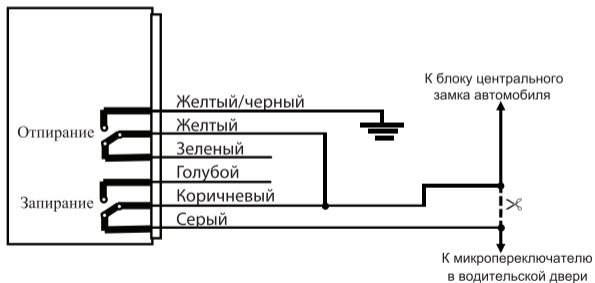 К блоку центрального
замка автомобиля
Желтый/черный
Отпирание
Желтый
Зеленый
Голубой
Запирание
Коричневый
Серый
К микропереключателю
в водительской двери